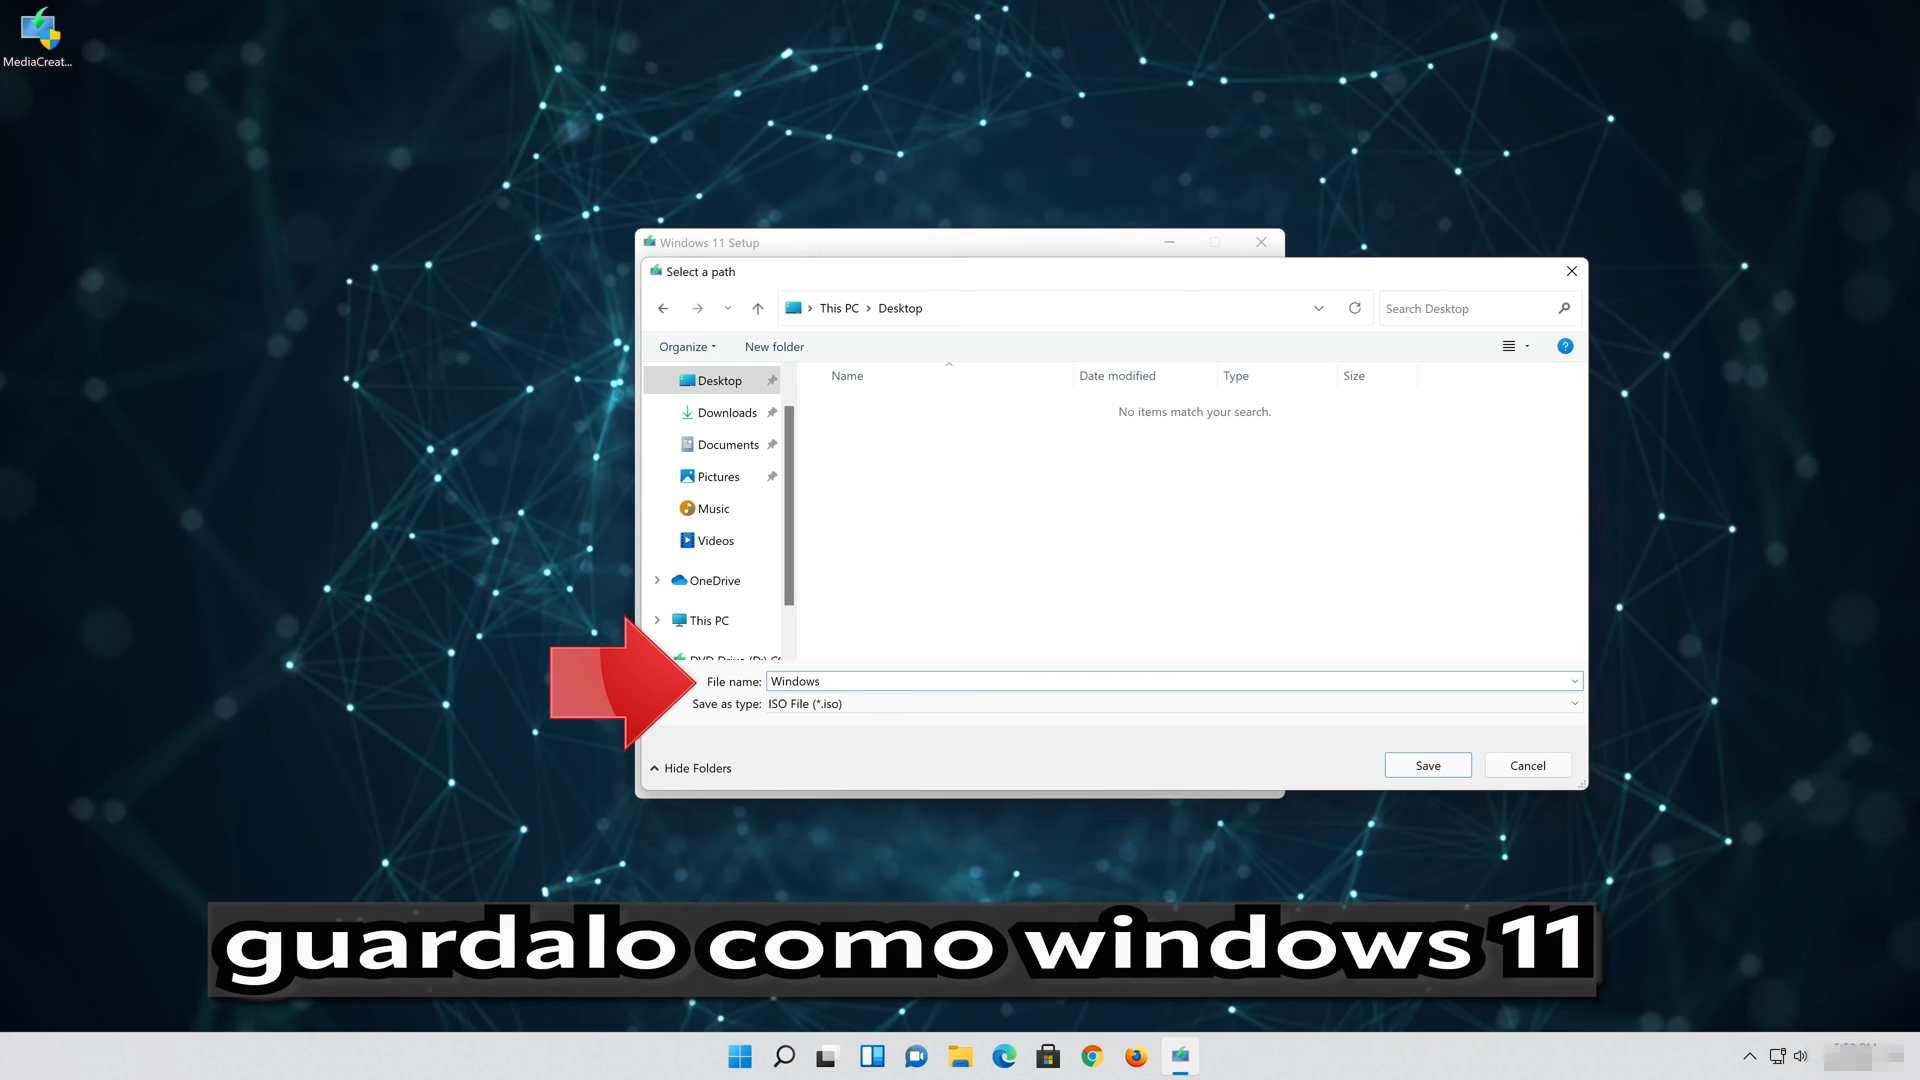 MediaCreat...
Windows 11 Setup
Select a path
This PC
Desktop
Search Desktop
Organize
New folder
Name
Date modified
Type
Size
No items match your search.
Desktop
Downloads
Documents
Pictures
Music
Videos
OneDrive
This PC
File name: Windows
Save as type: ISO File (*.iso)
Hide Folders
Save
Cancel
guardalo como windows 11